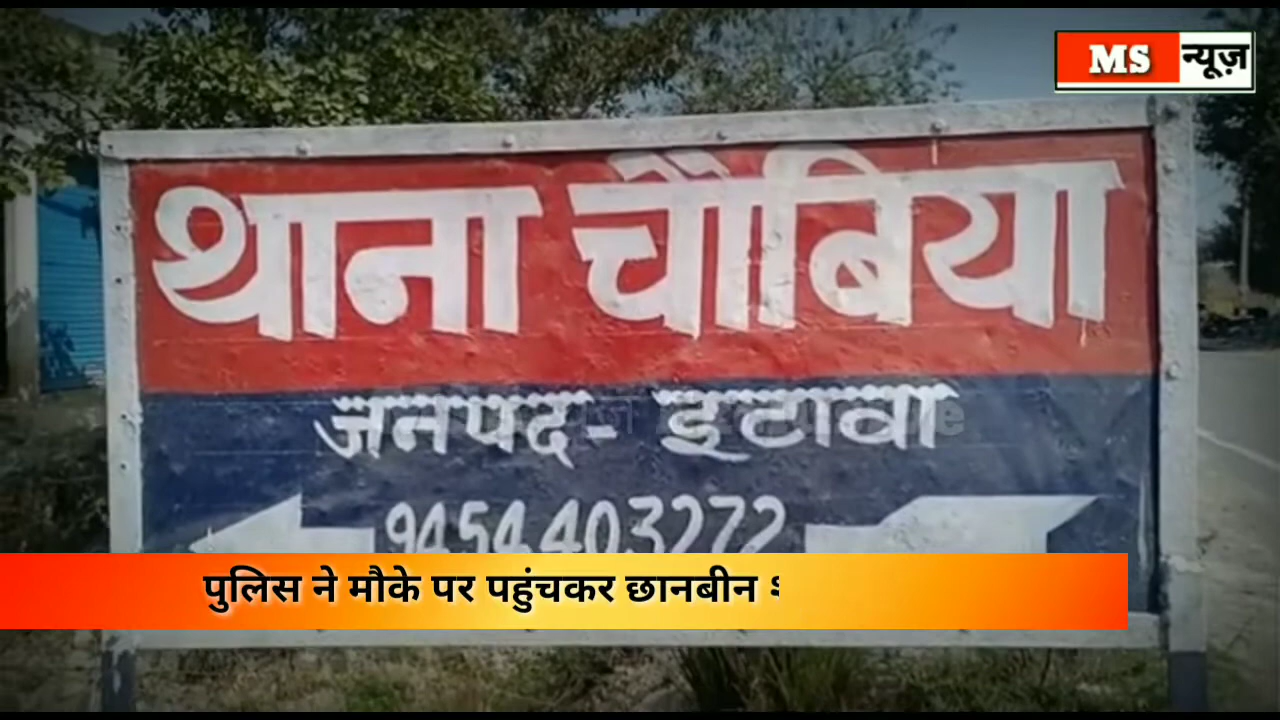 MS न्यूज़
थाना चौबिया
जनपद - इटावा
9454403272
पुलिस ने मौके पर पहुंचकर छानबीन